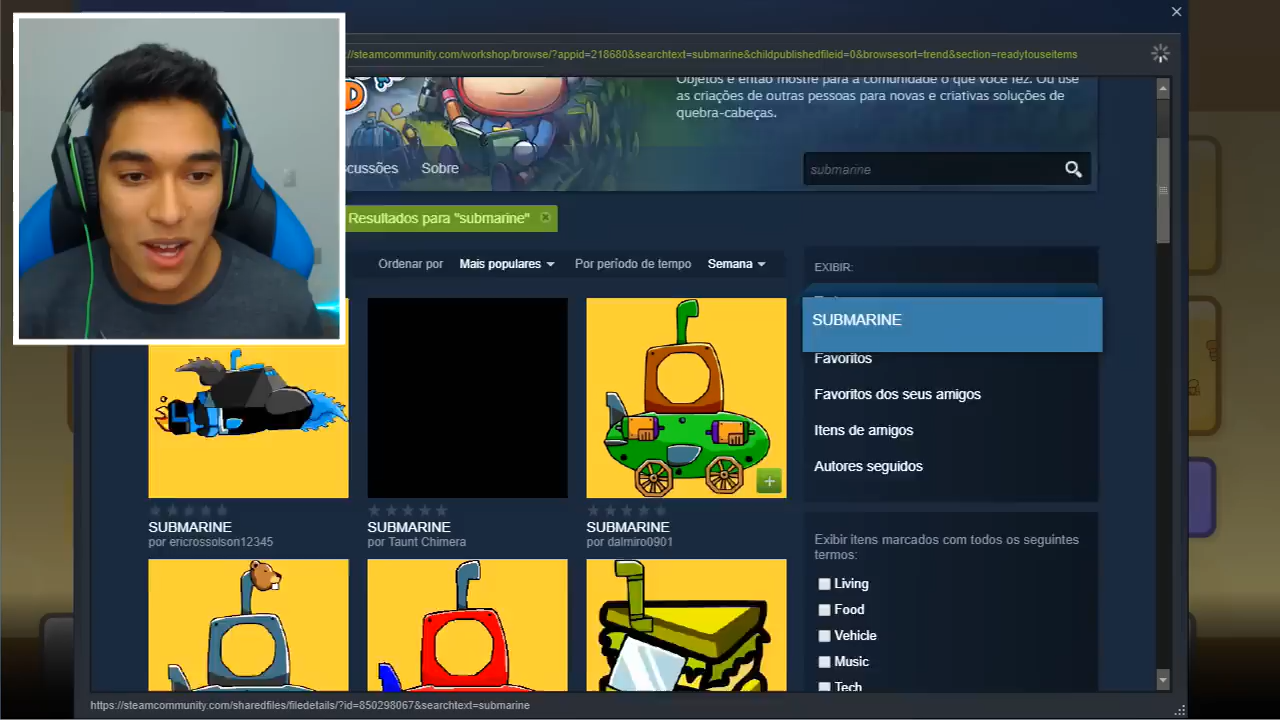 ://steamcommunity.com/workshop/browse/?appid=218680&searchtext=submarine&childpublishedfileid=0&browsesort=trend&section=readytouseitems
Objetos e então mostre para a comunidade o que você fez. Ou use
as criações de outras pessoas para novas e criativas soluções de
quebra-cabeças.
cussões
Sobre
submarine
Resultados para "submarine"
Ordenar por
Mais populares
Por período de tempo
Semana
EXIBIR:
SUBMARINE
Favoritos
Favoritos dos seus amigos
Itens de amigos
Autores seguidos
SUBMARINE
por ericrossolson12345
SUBMARINE
por Taunt Chimera
SUBMARINE
por dalmiro0901
Exibir itens marcados com todos os seguintes
termos:
Living
Food
Vehicle
Music
Tech
https://steamcommunity.com/sharedfiles/filedetails/?id=850298067&searchtext=submarine